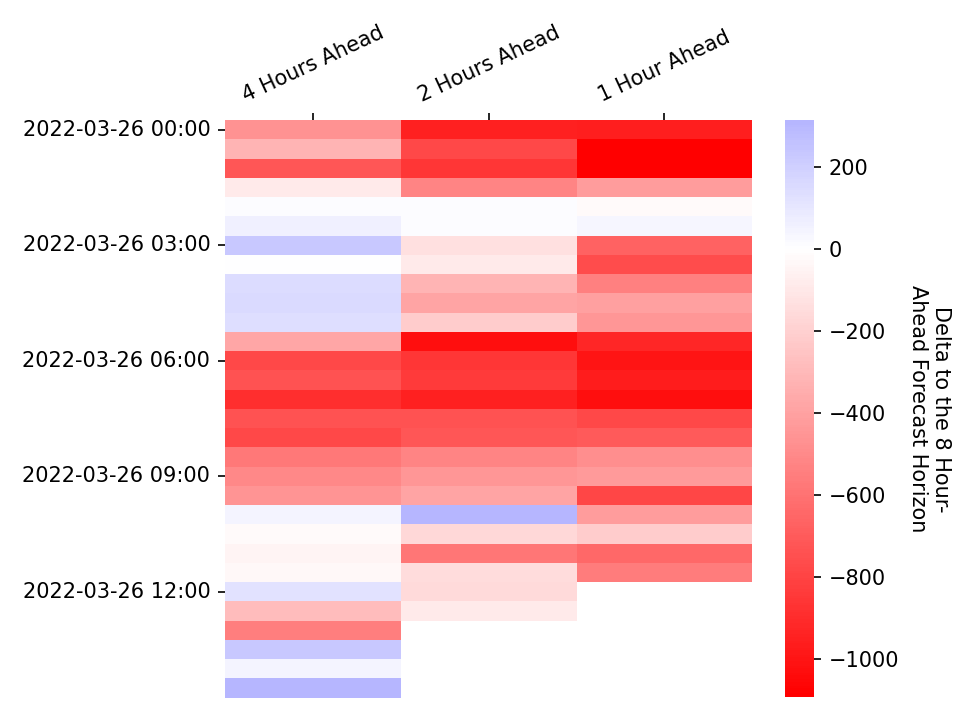 4 Hours Ahead
2 Hours Ahead
1 Hour Ahead
2022-03-26 00:00
2022-03-26 03:00
2022-03-26 06:00
2022-03-26 09:00
2022-03-26 12:00
200
0
−200
−400
−600
−800
−1000
Delta to the 8 Hour-
Ahead Forecast Horizon